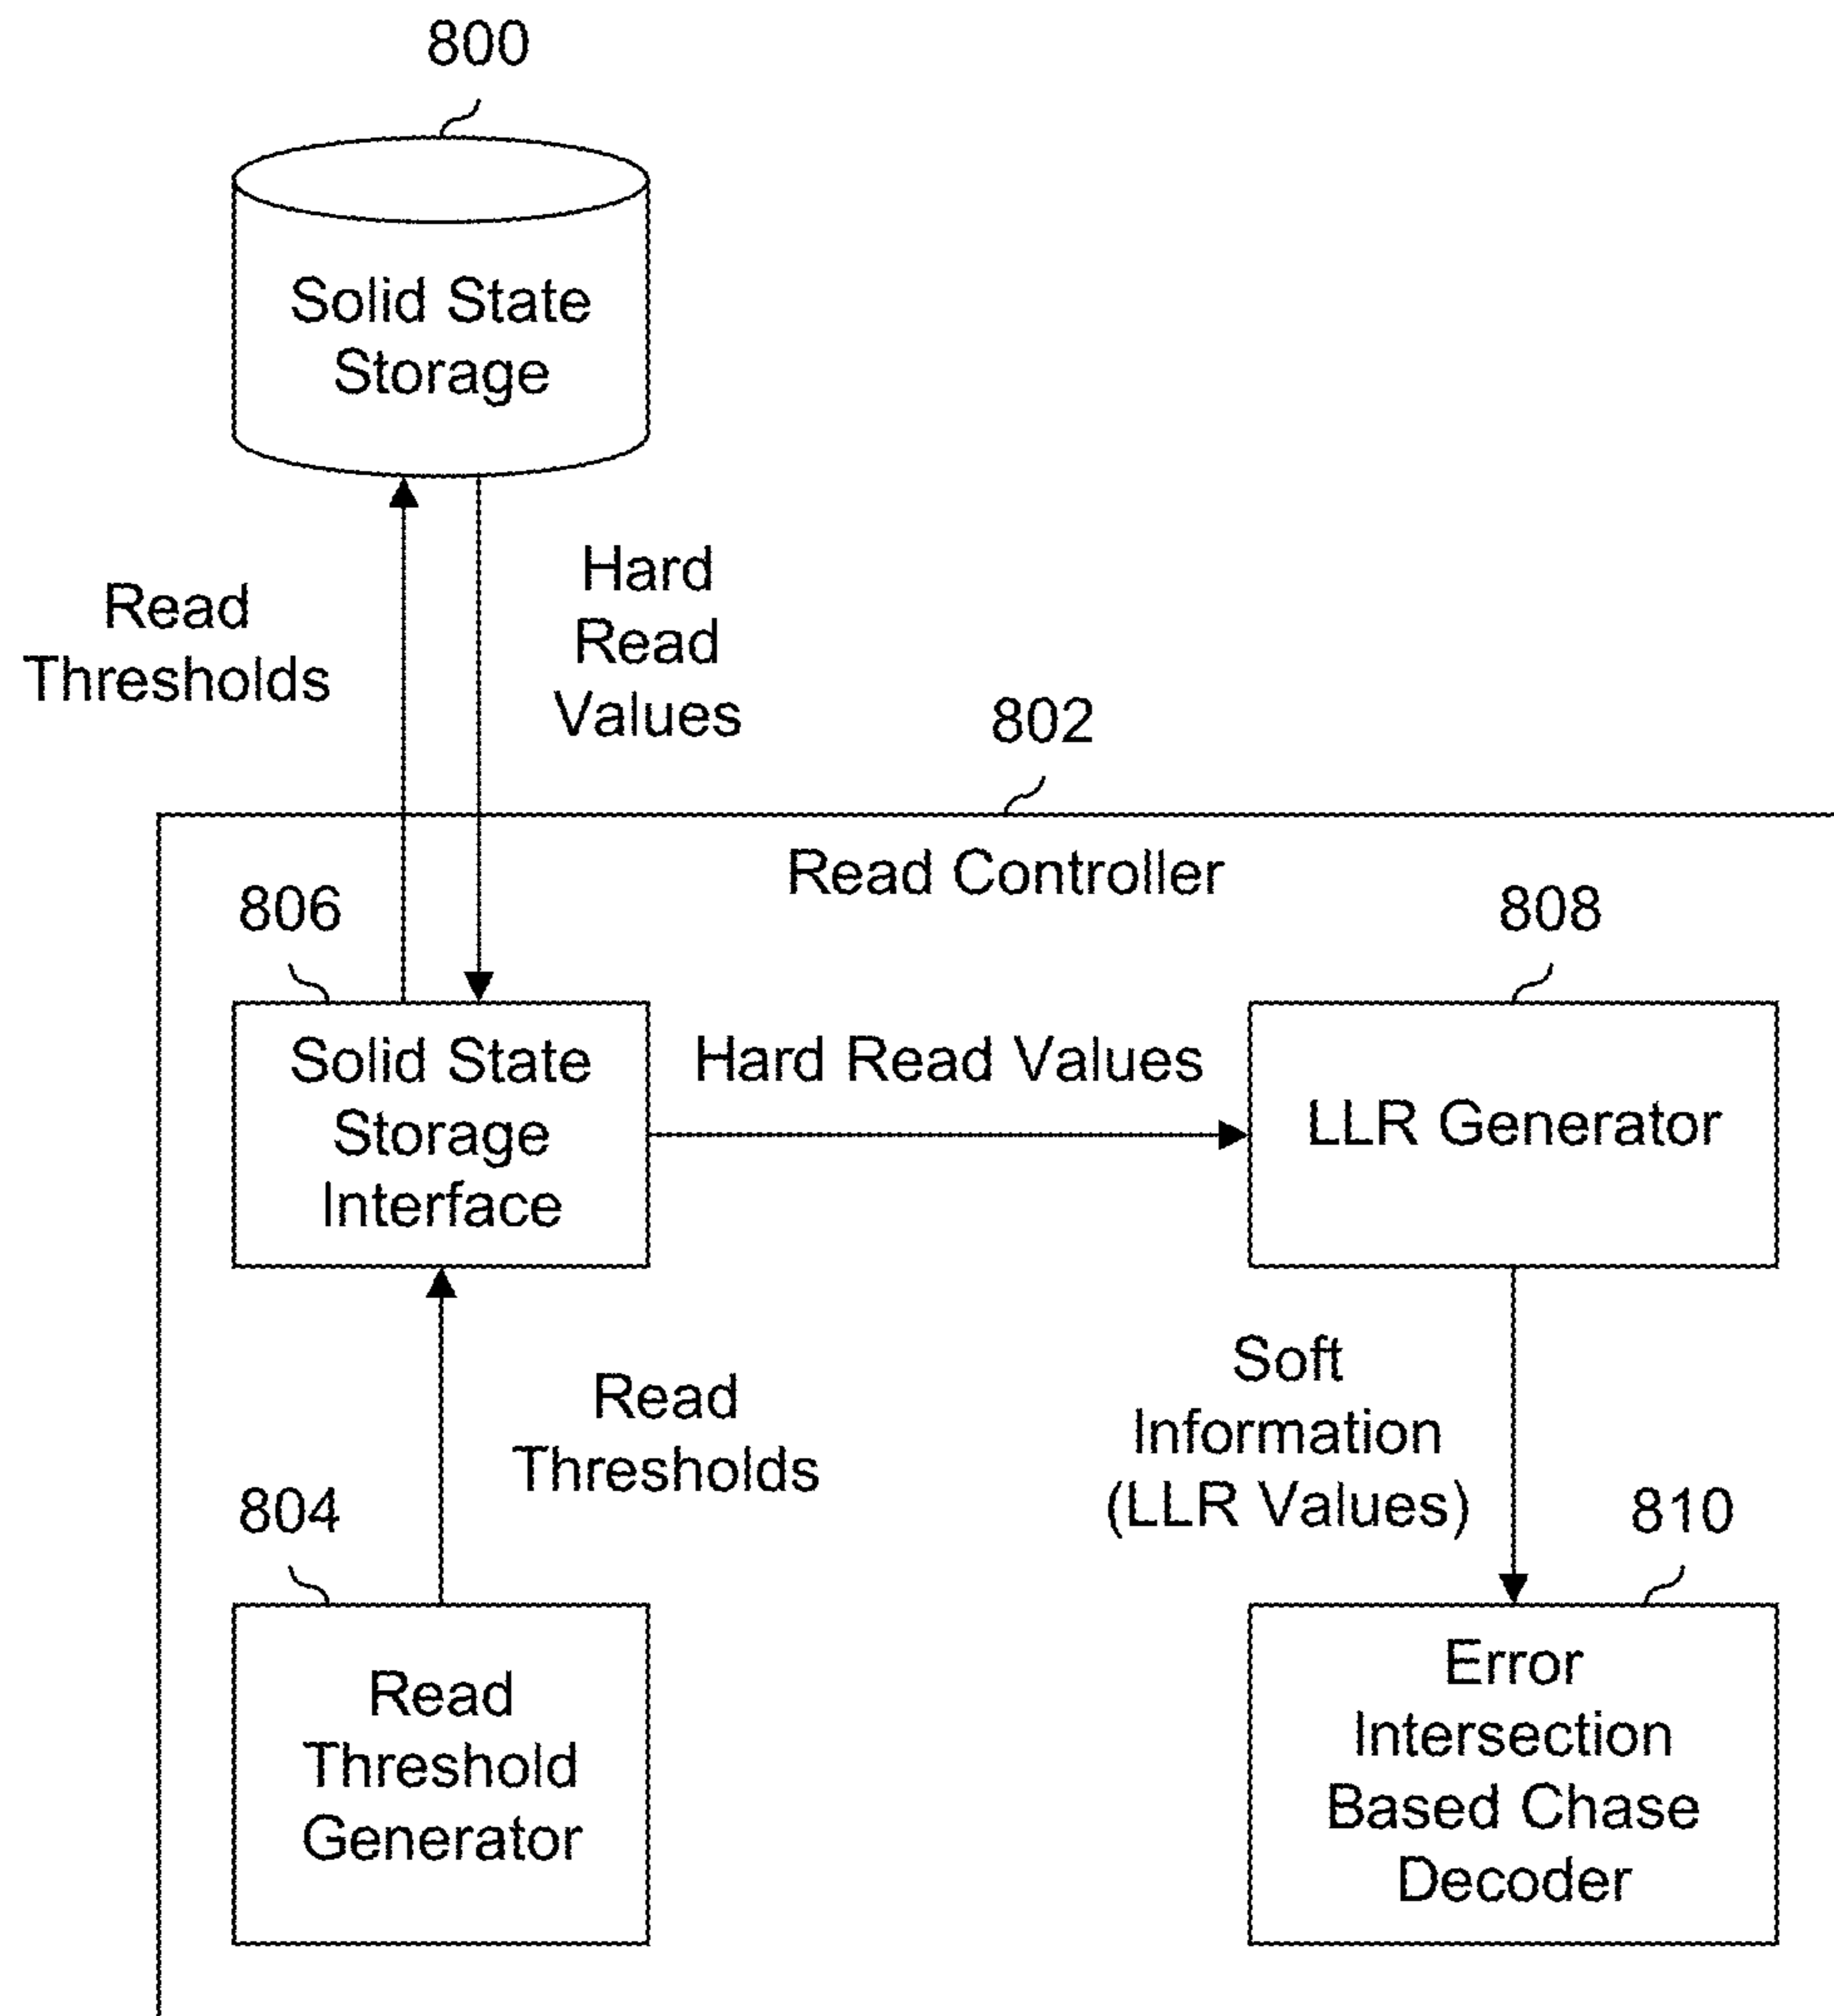 800
Solid State
Storage
Read
Thresholds
Hard
Read
Values
802
Read Controller
806
808
Solid State
Storage
Interface
Hard Read Values
LLR Generator
Read
Thresholds
Soft
Information
(LLR Values)
804
810
Read
Threshold
Generator
Error
Intersection
Based Chase
Decoder